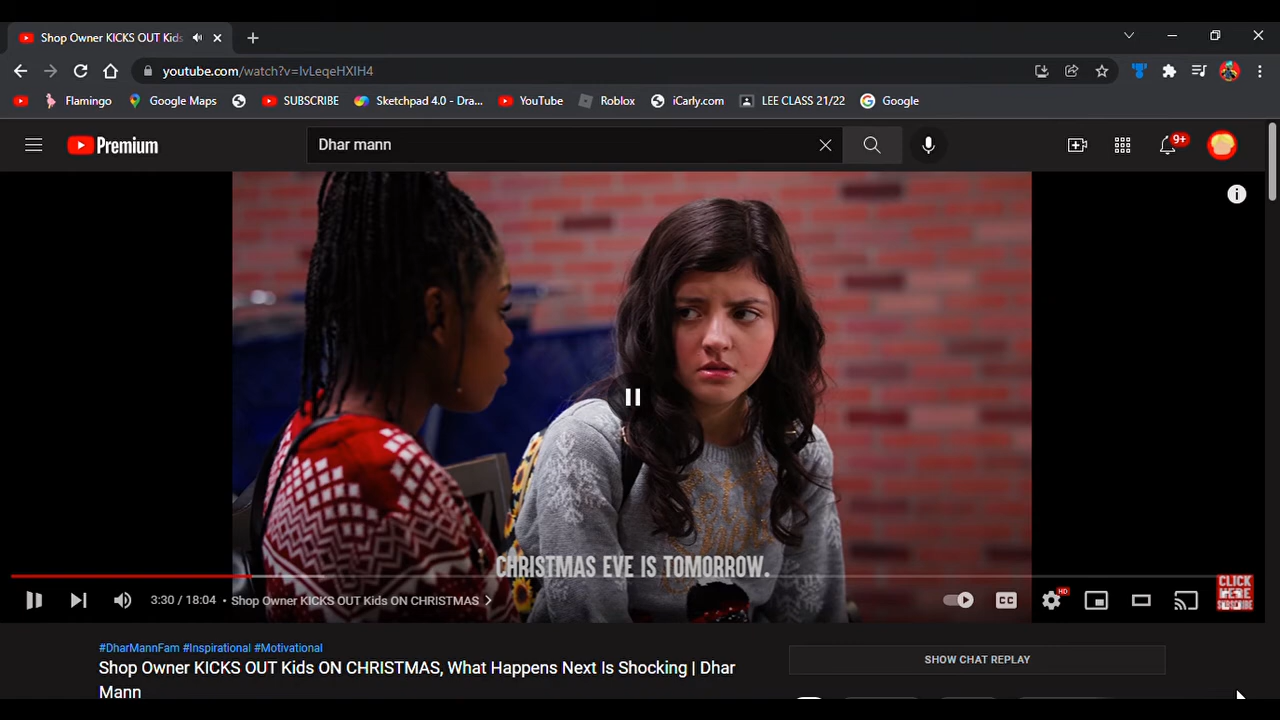 Shop Owner KICKS OUT Kids
youtube.com/watch?v=IvLeqeHXIH4
Flamingo
Google Maps
SUBSCRIBE
Sketchpad 4.0 - Dra...
YouTube
Roblox
iCarly.com
LEE CLASS 21/22
Google
Premium
Dhar mann
9+
CHRISTMAS EVE IS TOMORROW.
3:30 / 18:04 • Shop Owner KICKS OUT Kids ON CHRISTMAS
CC
HD
CLICK
HERE
SUBSCRIBE
#DharMannFam #Inspirational #Motivational
Shop Owner KICKS OUT Kids ON CHRISTMAS, What Happens Next Is Shocking | Dhar
Mann
SHOW CHAT REPLAY